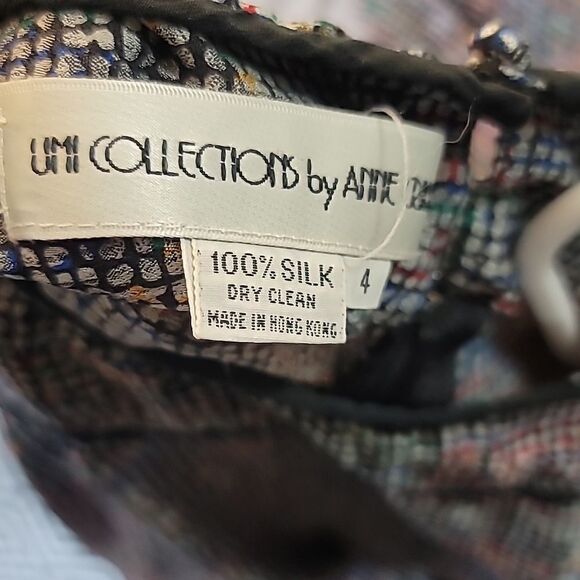 UMI COLLECTIONS by ANNE
100% SILK
DRY CLEAN
MADE IN HONG KONG
4